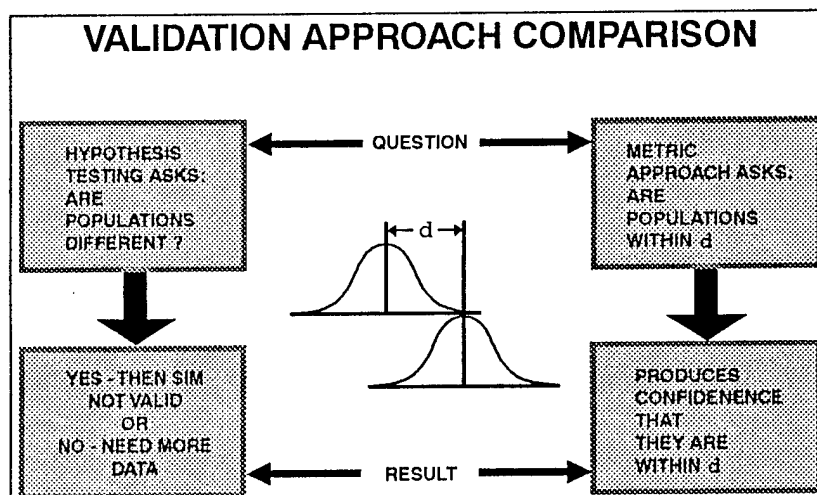 VALIDATION APPROACH COMPARISON
HYPOTHESIS
TESTING ASKS:
ARE
POPULATIONS
DIFFERENT ?
QUESTION
METRIC
APPROACH ASKS:
ARE
POPULATIONS
WITHIN d
d
YES - THEN SIM
NOT VALID
OR
NO - NEED MORE
DATA
RESULT
PRODUCES
CONFIDENENCE
THAT
THEY ARE
WITHIN d